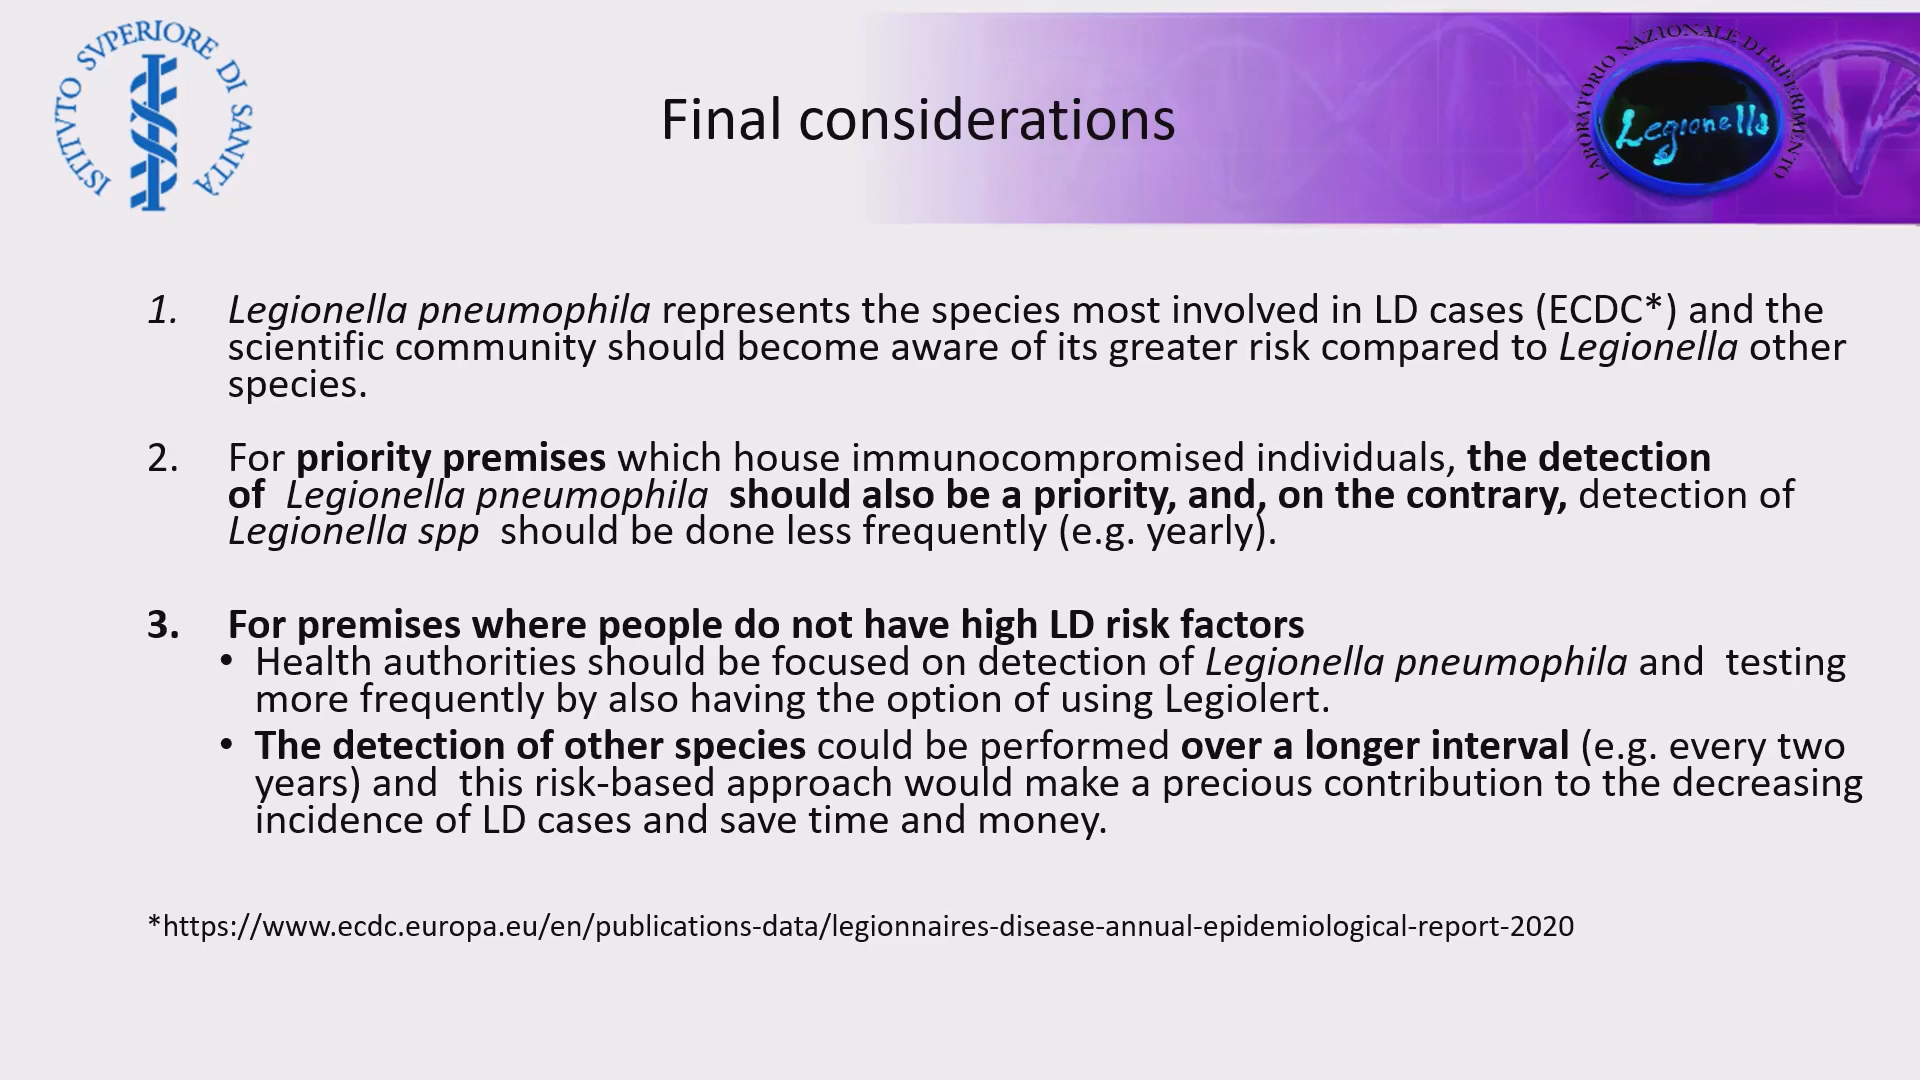 ISTITVTO SVPERIORE DI SANITÀ
LABORATORIO NAZIONALE DI RIFERIMENTO
Legionella
Final considerations
1. Legionella pneumophila represents the species most involved in LD cases (ECDC*) and the
scientific community should become aware of its greater risk compared to Legionella other
species.
2. For priority premises which house immunocompromised individuals, the detection
of Legionella pneumophila should also be a priority, and, on the contrary, detection of
Legionella spp should be done less frequently (e.g. yearly).
3. For premises where people do not have high LD risk factors
• Health authorities should be focused on detection of Legionella pneumophila and testing
more frequently by also having the option of using Legiolert.
• The detection of other species could be performed over a longer interval (e.g. every two
years) and this risk-based approach would make a precious contribution to the decreasing
incidence of LD cases and save time and money.
*https://www.ecdc.europa.eu/en/publications-data/legionnaires-disease-annual-epidemiological-report-2020